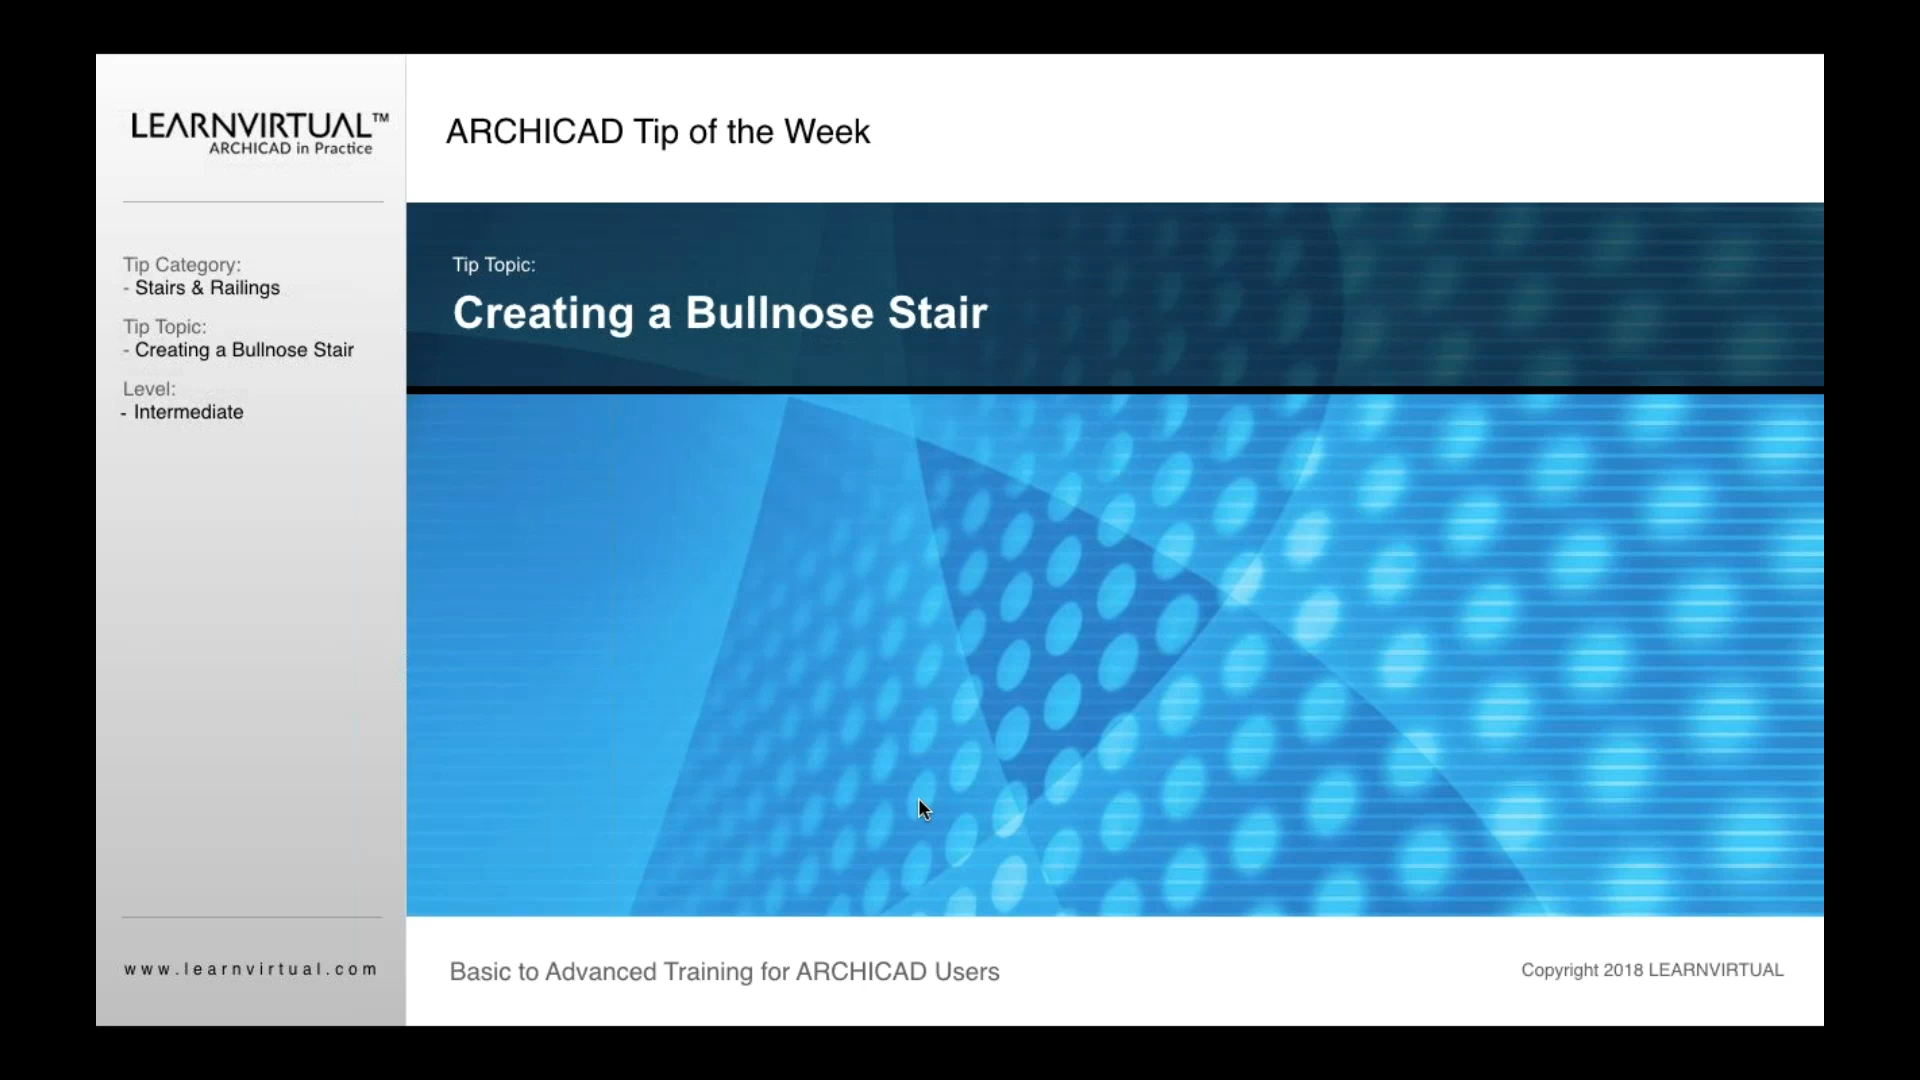 LEARNVIRTUAL™
ARCHICAD in Practice
Tip Category:
- Stairs & Railings
Tip Topic:
- Creating a Bullnose Stair
Level:
- Intermediate
www.learnvirtual.com
ARCHICAD Tip of the Week
Tip Topic:
Creating a Bullnose Stair
Basic to Advanced Training for ARCHICAD Users
Copyright 2018 LEARNVIRTUAL